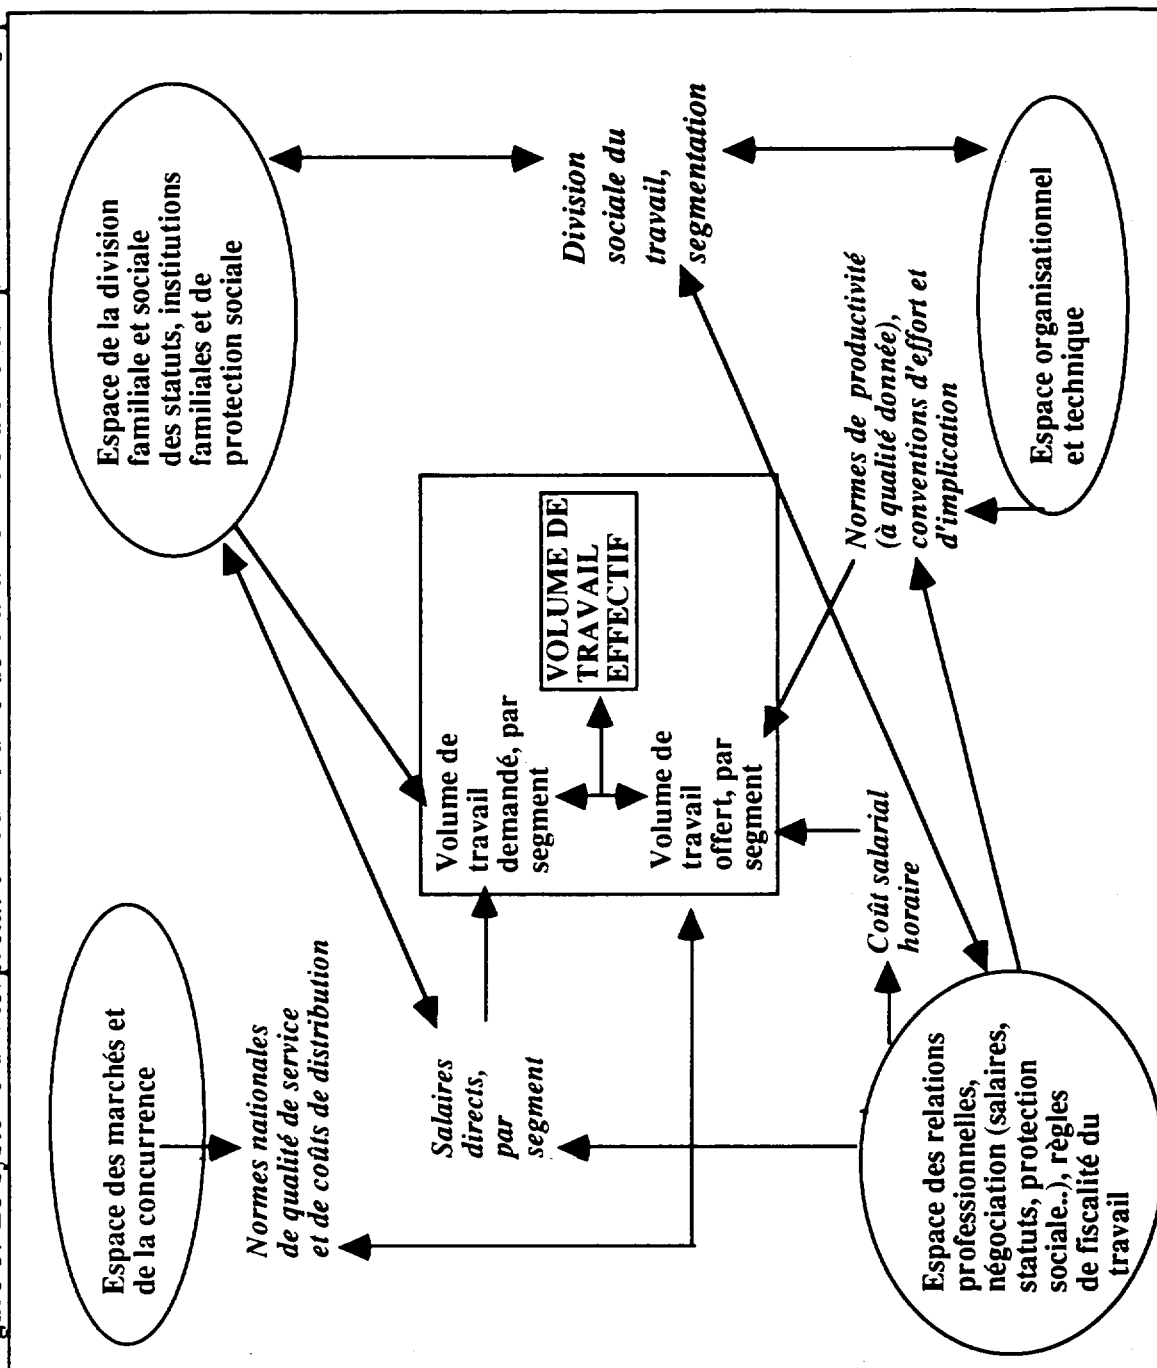 Espace des marchés et
de la concurrence
Espace de la division
familiale et sociale
des statuts, institutions
familiales et de
protection sociale
Normes nationales
de qualité de service
et de coûts de distribution
Salaires
directs,
par
segment
Volume de
travail
demandé, par
segment
VOLUME DE
TRAVAIL
EFFECTIF
Volume de
travail
offert, par
segment
Division
sociale du
travail,
segmentation
Coût salarial
horaire
Normes de productivité
(à qualité donnée),
conventions d'effort et
d'implication
Espace des relations
professionnelles,
négociation (salaires,
statuts, protection
sociale..), règles
de fiscalité du
travail
Espace organisationnel
et technique